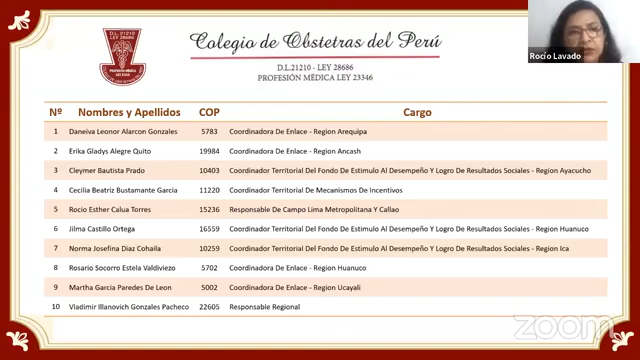 D.L. 21210
LEY 28686
PROFESIÓN MÉDICA
LEY 23346
Colegio de Obstetras del Perú
D.L.21210 - LEY 28686
PROFESIÓN MÉDICA LEY 23346
Rocío Lavado
Nº Nombres y Apellidos COP Cargo
1 Daneiva Leonor Alarcon Gonzales 5783 Coordinadora De Enlace - Region Arequipa
2 Erika Gladys Alegre Quito 19984 Coordinadora De Enlace - Region Ancash
3 Cleymer Bautista Prado 10403 Coordinador Territorial Del Fondo De Estimulo Al Desempeño Y Logro De Resultados Sociales - Region Ayacucho
4 Cecilia Beatriz Bustamante Garcia 11220 Coordinador Territorial De Mecanismos De Incentivos
5 Rocio Esther Calua Torres 15236 Responsable De Campo Lima Metropolitana Y Callao
6 Jilma Castillo Ortega 16559 Coordinador Territorial Del Fondo De Estimulo Al Desempeño Y Logro De Resultados Sociales - Region Huanuco
7 Norma Josefina Diaz Cohaila 10259 Coordinador Territorial Del Fondo De Estimulo Al Desempeño Y Logro De Resultados Sociales - Region Ica
8 Rosario Socorro Estela Valdiviezo 5702 Coordinadora De Enlace - Region Huanuco
9 Martha Garcia Paredes De Leon 5002 Coordinadora De Enlace - Region Ucayali
10 Vladimir Illanovich Gonzales Pacheco 22605 Responsable Regional
zoom